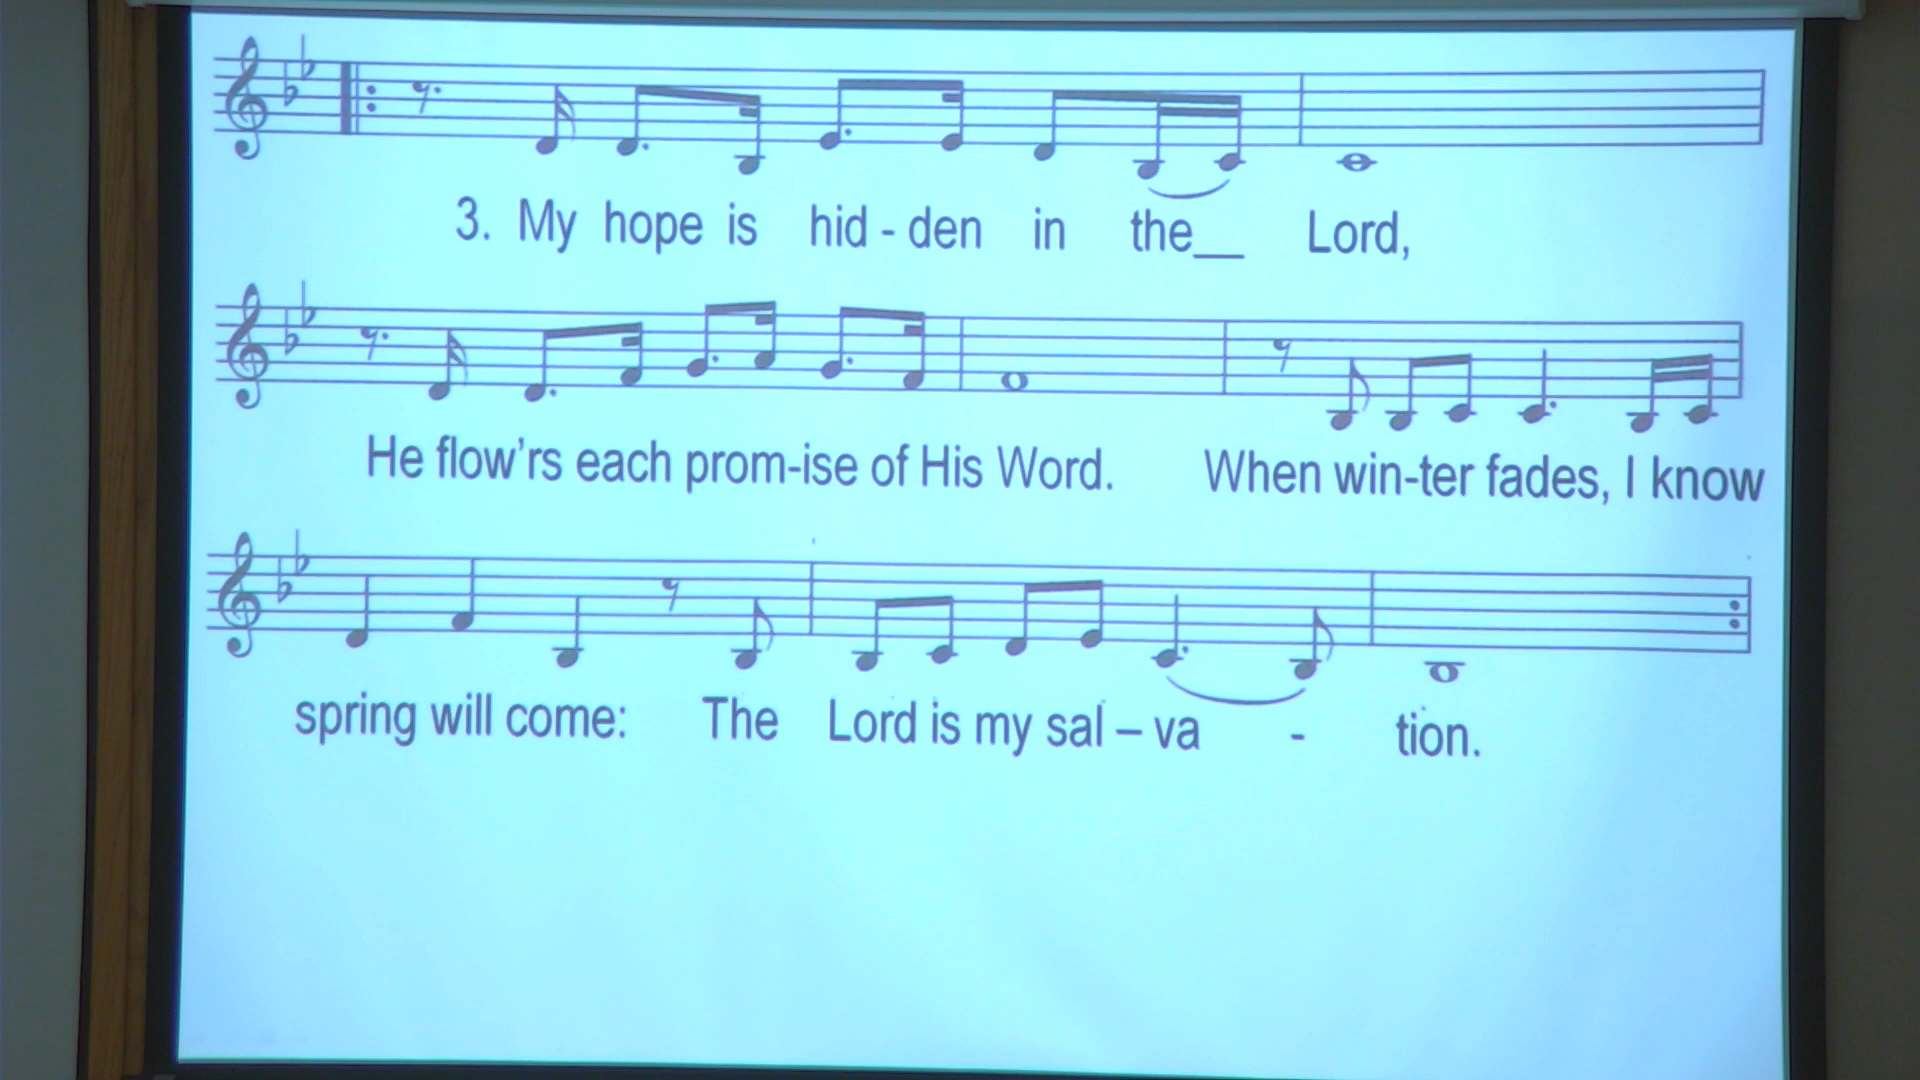 3. My hope is hid - den in the__ Lord,
He flow'rs each prom-ise of His Word. When win-ter fades, I know
spring will come: The Lord is my sal – va - tion.